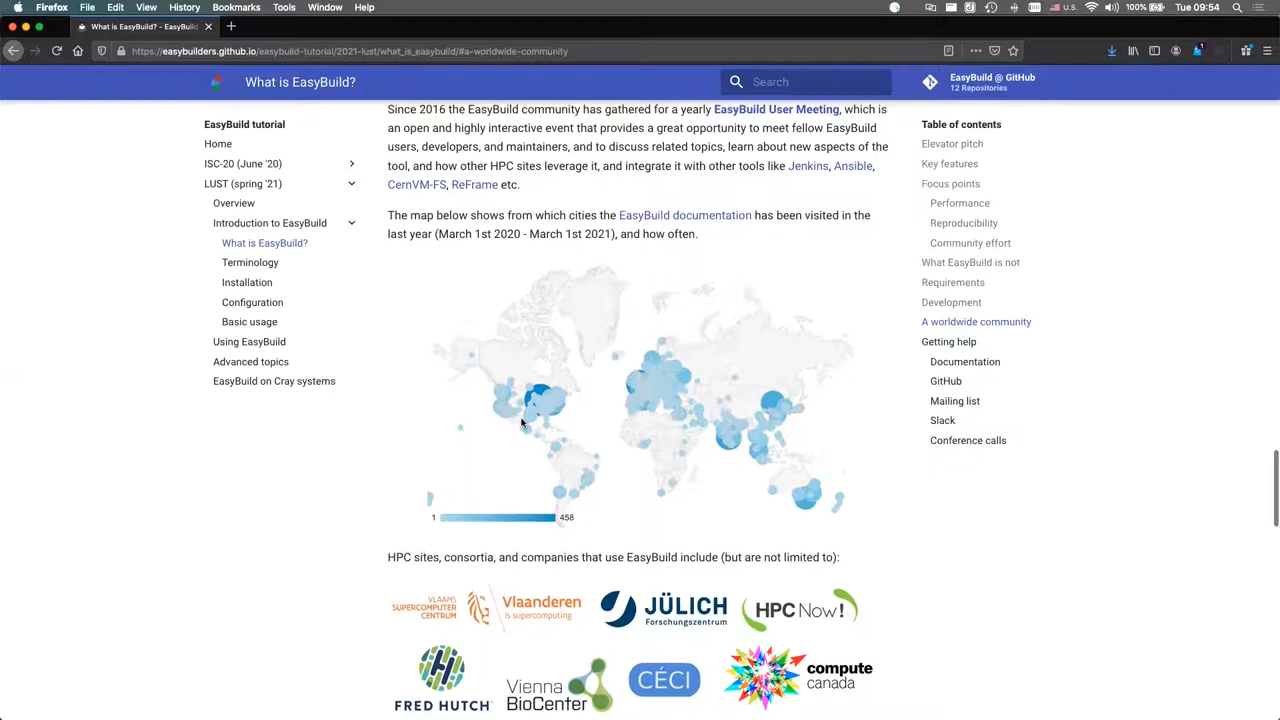 Firefox File Edit View History Bookmarks Tools Window Help
U.S. 100% Tue 09:54
What is EasyBuild? - EasyBuil
https://easybuilders.github.io/easybuild-tutorial/2021-lust/what_is_easybuild/#a-worldwide-community
What is EasyBuild?
Search
EasyBuild @ GitHub
12 Repositories
EasyBuild tutorial
Home
ISC-20 (June '20)
LUST (spring '21)
Overview
Introduction to EasyBuild
What is EasyBuild?
Terminology
Installation
Configuration
Basic usage
Using EasyBuild
Advanced topics
EasyBuild on Cray systems
Since 2016 the EasyBuild community has gathered for a yearly EasyBuild User Meeting, which is
an open and highly interactive event that provides a great opportunity to meet fellow EasyBuild
users, developers, and maintainers, and to discuss related topics, learn about new aspects of the
tool, and how other HPC sites leverage it, and integrate it with other tools like Jenkins, Ansible,
CernVM-FS, ReFrame etc.
The map below shows from which cities the EasyBuild documentation has been visited in the
last year (March 1st 2020 - March 1st 2021), and how often.
1 458
HPC sites, consortia, and companies that use EasyBuild include (but are not limited to):
VLAAMS
SUPERCOMPUTER
CENTRUM
Vlaanderen
is supercomputing
JÜLICH
Forschungszentrum
HPC Now!
FRED HUTCH
Vienna
BioCenter
CÉCI
compute
canada
Table of contents
Elevator pitch
Key features
Focus points
Performance
Reproducibility
Community effort
What EasyBuild is not
Requirements
Development
A worldwide community
Getting help
Documentation
GitHub
Mailing list
Slack
Conference calls